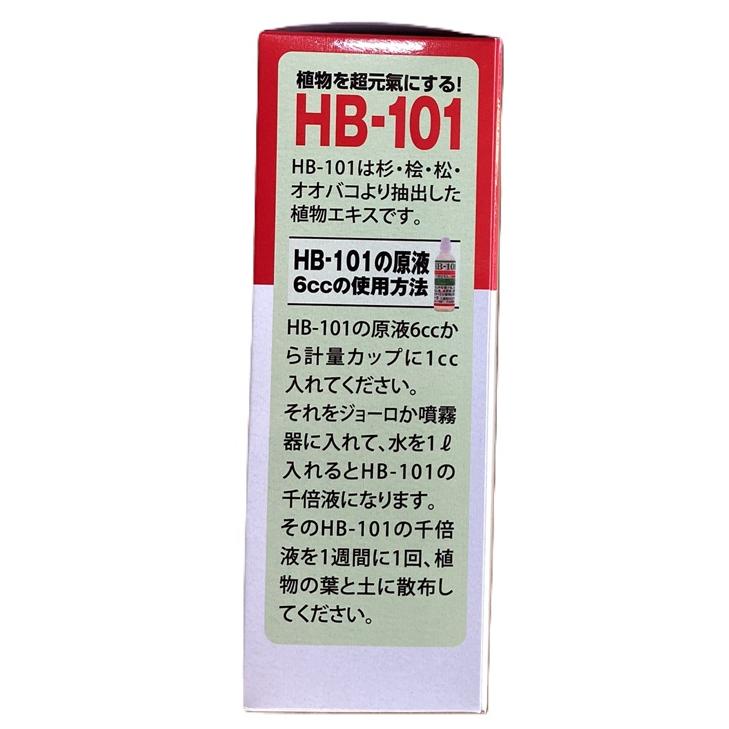 植物を超元氣にする!
HB-101
HB-101は杉・桧・松・
オオバコより抽出した
植物エキスです。
HB-101の原液
6ccの使用方法
HB-101
HB-101の原液6ccか
ら計量カップに1cc
入れてください。
それをジョーロか噴霧
器に入れて、水を1ℓ
入れるとHB-101の
千倍液になります。
そのHB-101の千倍
液を1週間に1回、植
物の葉と土に散布し
てください。